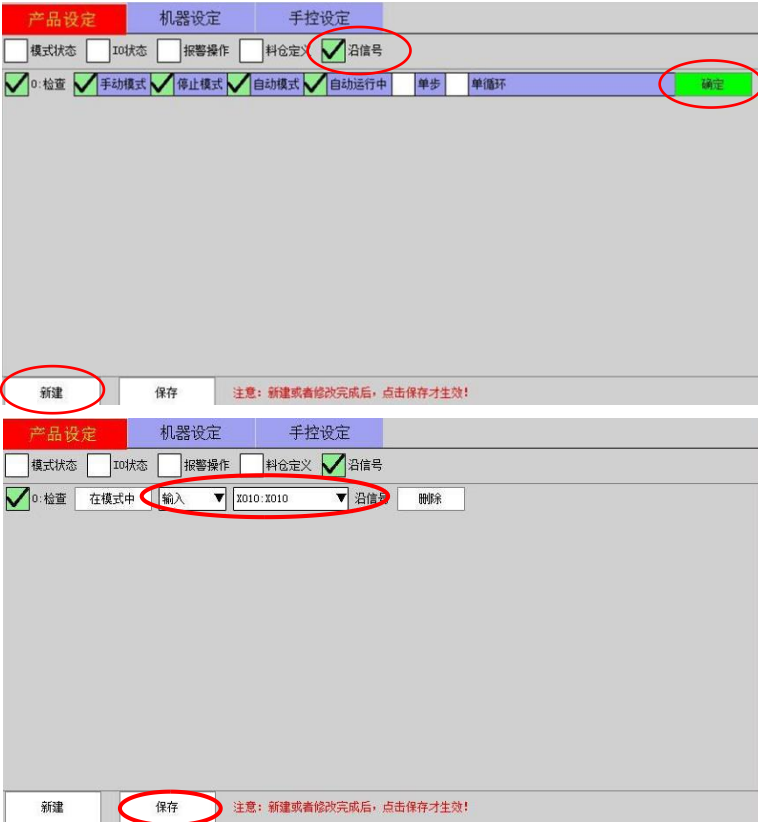 产品设定 机器设定 手控设定
模式状态 IO状态 报警操作 料仓定义 沿信号
0:检查 手动模式 停止模式 自动模式 自动运行中 单步 单循环 确定
新建 保存 注意：新建或者修改完成后，点击保存才生效!
产品设定 机器设定 手控设定
模式状态 IO状态 报警操作 料仓定义 沿信号
0:检查 在模式中 输入 ▼ X010:X010 ▼ 沿信号 删除
新建 保存 注意：新建或者修改完成后，点击保存才生效!